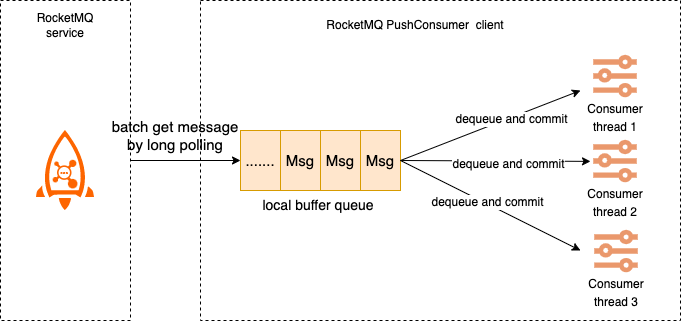 RocketMQ
service
RocketMQ PushConsumer client
batch get message
by long polling
.......
Msg
Msg
Msg
local buffer queue
dequeue and commit
dequeue and commit
dequeue and commit
Consumer
thread 1
Consumer
thread 2
Consumer
thread 3